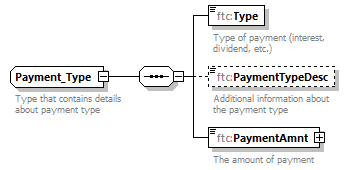 ftc:Type
Type of payment (interest,
dividend, etc.)
Payment_Type
Type that contains details
about payment type
ftc:PaymentTypeDesc
Additional information about
the payment type
ftc:PaymentAmnt
The amount of payment